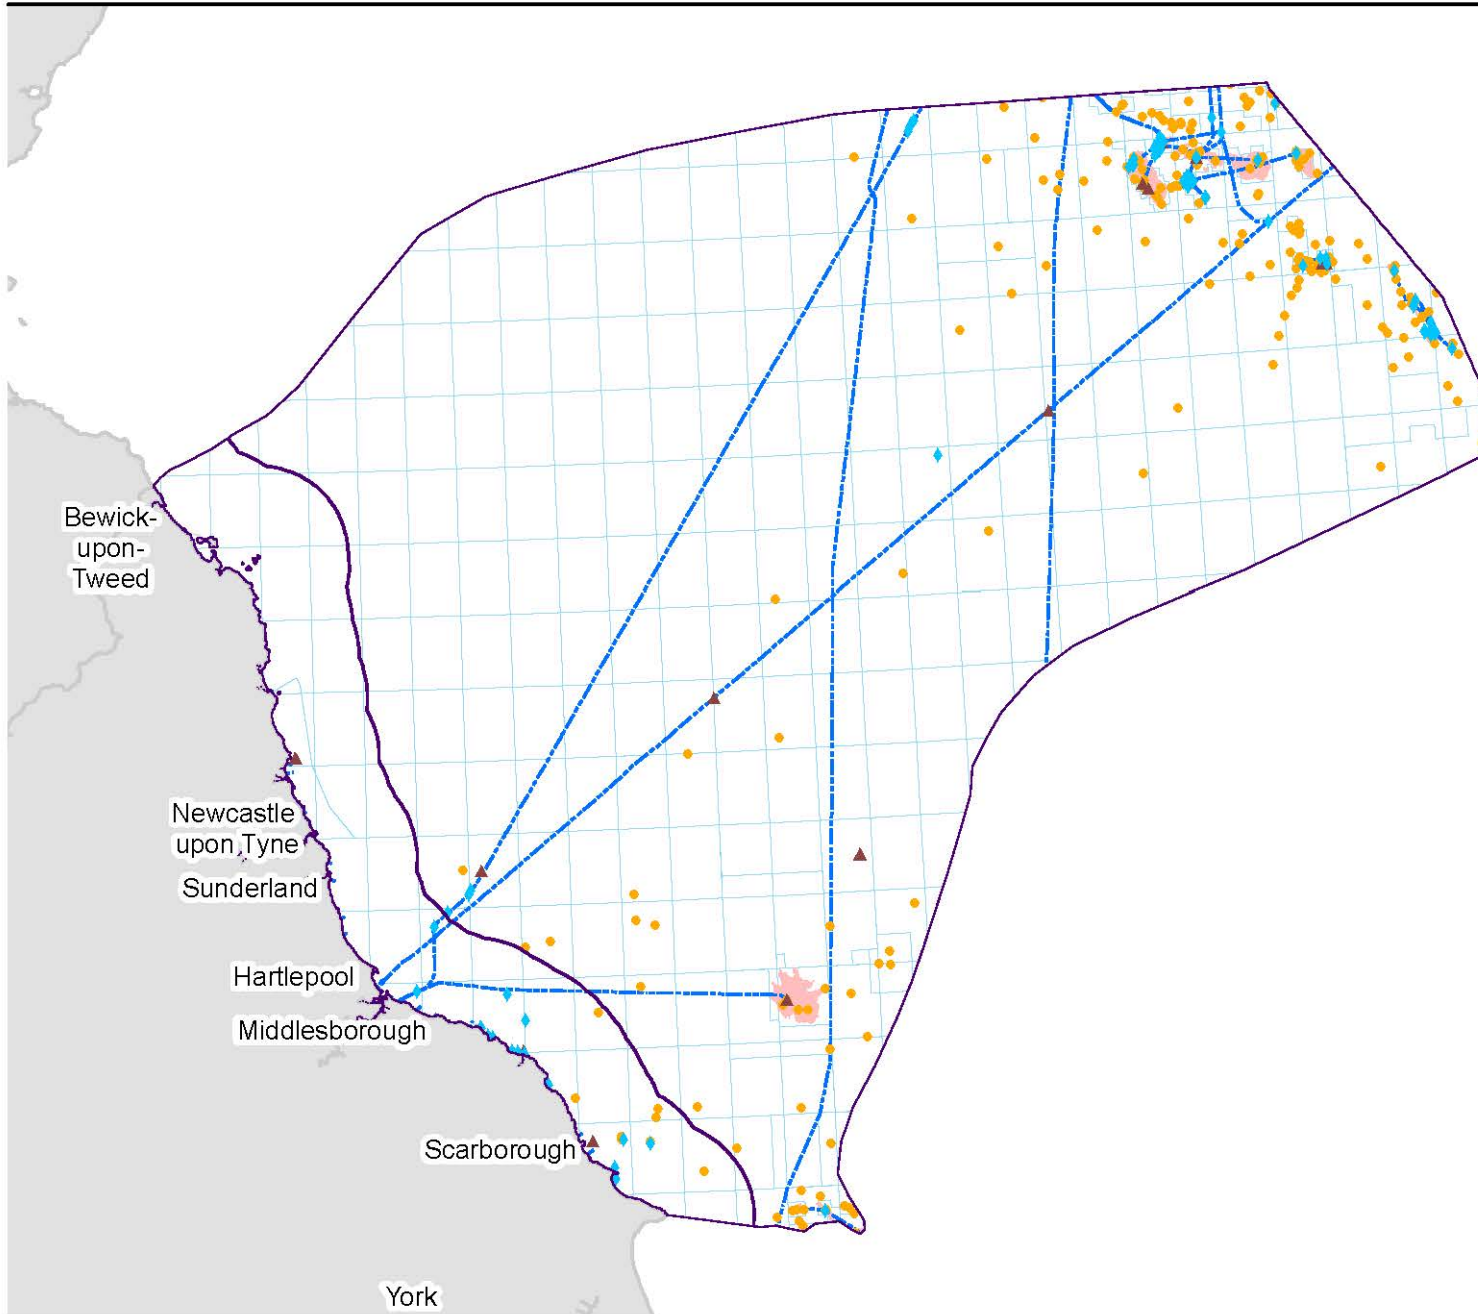 Bewick-
upon-
Tweed
Newcastle
upon Tyne
Sunderland
Hartlepool
Middlesborough
Scarborough
York